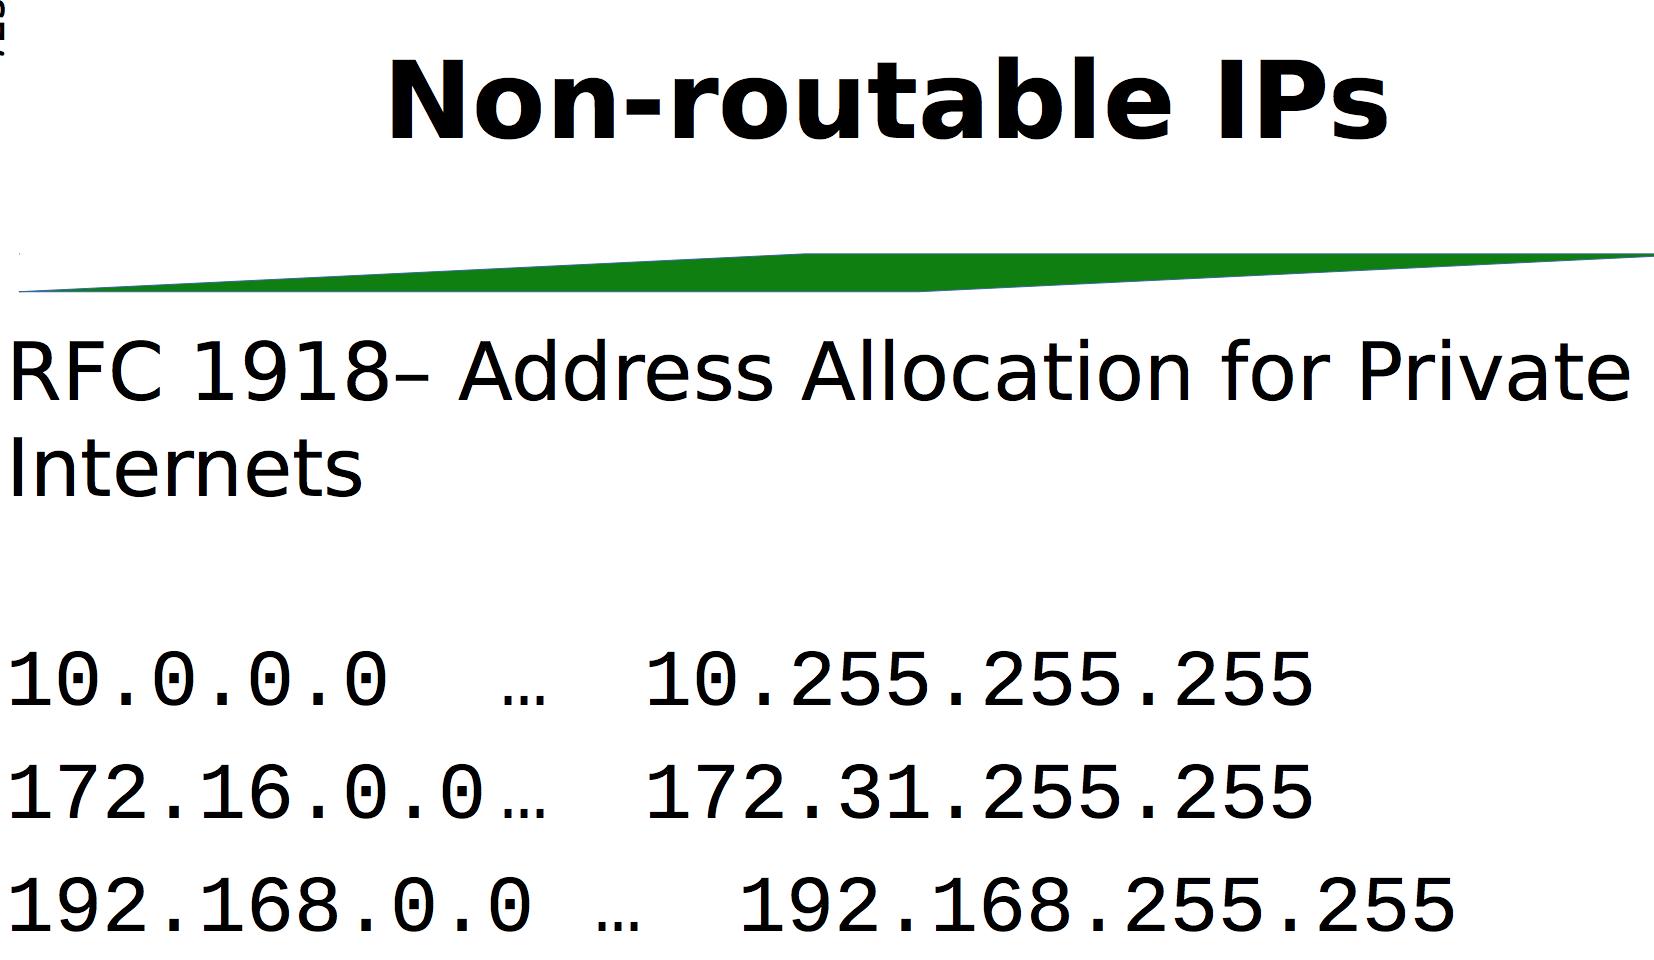 Non-routable IPs
RFC 1918– Address Allocation for Private
Internets
10.0.0.0 … 10.255.255.255
172.16.0.0 … 172.31.255.255
192.168.0.0 … 192.168.255.255